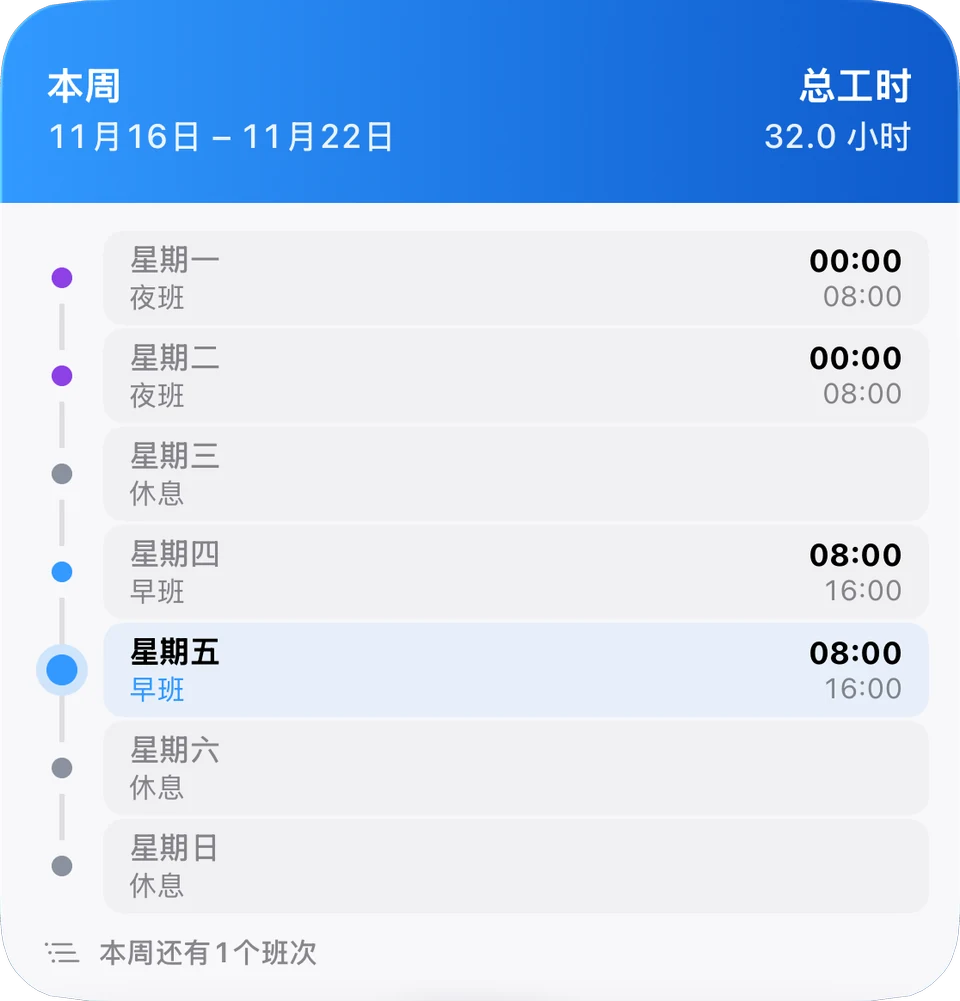 本周
11月16日 – 11月22日
总工时
32.0 小时
星期一
夜班
00:00
08:00
星期二
夜班
00:00
08:00
星期三
休息
星期四
早班
08:00
16:00
星期五
早班
08:00
16:00
星期六
休息
星期日
休息
本周还有1个班次